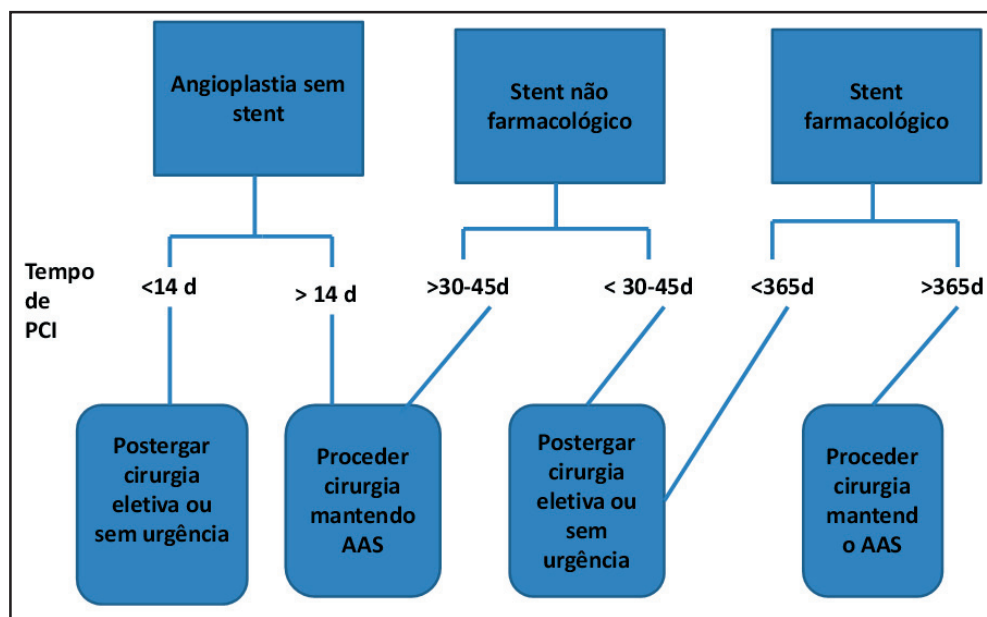 Angioplastia sem
stent
Stent não
farmacológico
Stent
farmacológico
Tempo
de
PCI
<14 d
> 14 d
>30-45d
< 30-45d
<365d
>365d
Postergar
cirurgia
eletiva ou
sem urgência
Proceder
cirurgia
mantendo
AAS
Postergar
cirurgia
eletiva ou
sem
urgência
Proceder
cirurgia
mantend
o AAS